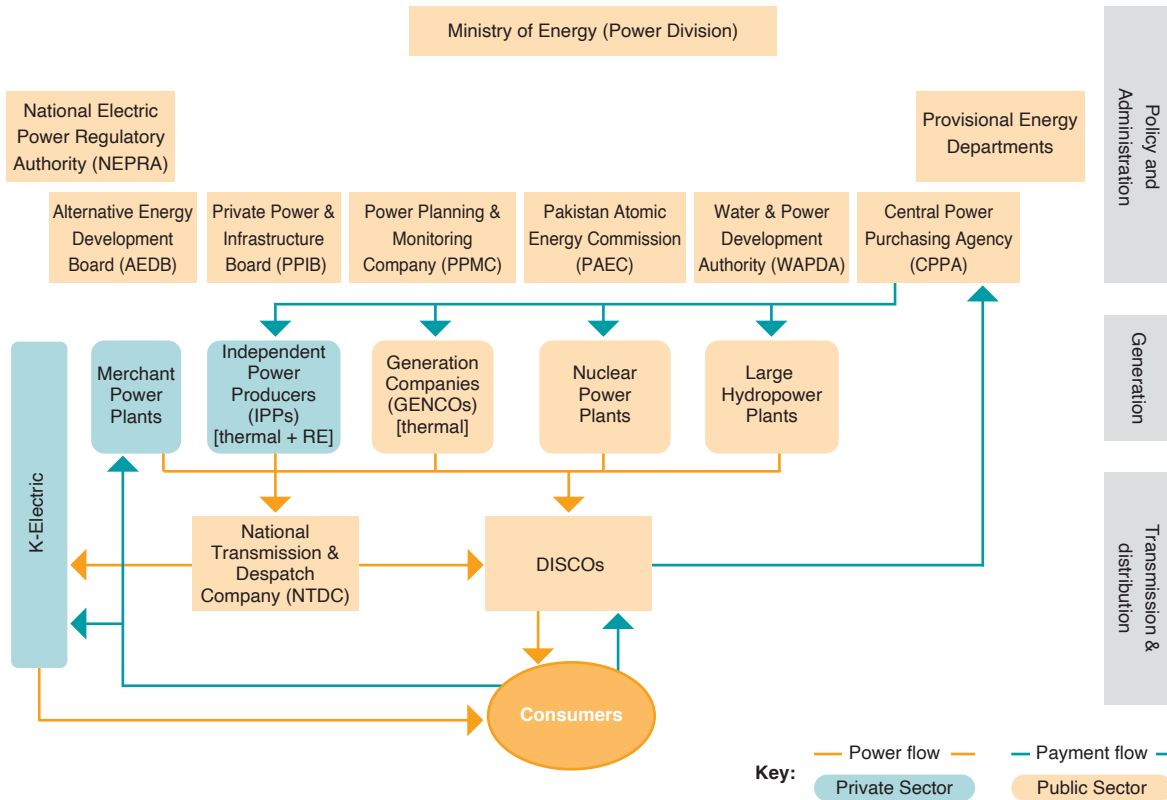 Ministry of Energy (Power Division)
National Electric
Power Regulatory
Authority (NEPRA)
Provisional Energy
Departments
Policy and
Administration
Alternative Energy
Development
Board (AEDB)
Private Power &
Infrastructure
Board (PPIB)
Power Planning &
Monitoring
Company (PPMC)
Pakistan Atomic
Energy Commission
(PAEC)
Water & Power
Development
Authority (WAPDA)
Central Power
Purchasing Agency
(CPPA)
Merchant
Power
Plants
Independent
Power
Producers
(IPPs)
[thermal + RE]
Generation
Companies
(GENCOs)
[thermal]
Nuclear
Power
Plants
Large
Hydropower
Plants
Generation
K-Electric
National
Transmission &
Despatch
Company (NTDC)
DISCOs
Transmission &
distribution
Consumers
Key:
Power flow
Payment flow
Private Sector
Public Sector